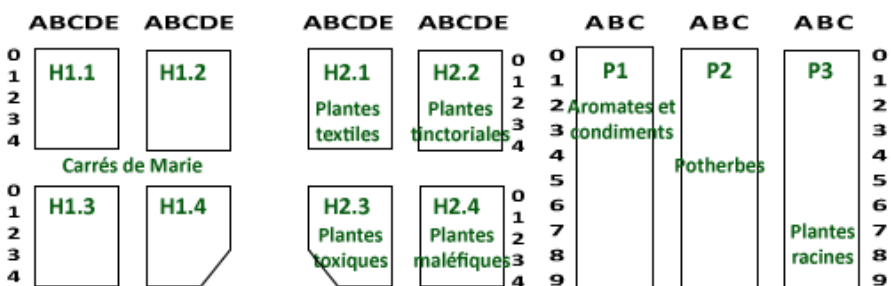 ABCDE ABCDE ABCDE ABCDE ABC ABC ABC
0 0 0 0
1 H1.1 H1.2 H2.1 H2.2 1 1 P1 P2 P3 1
2 Plantes Plantes 2 2 Aromates et 2
3 textiles tinctoriales 3 3 condiments 3
4 4 4 4
Carrés de Marie Potherbes
5 5
0 0 6 6
1 H1.3 H1.4 H2.3 H2.4 1
2 Plantes Plantes 2 7 Plantes 7
3 toxiques maléfiques 3 8 racines 8
4 4 9 9